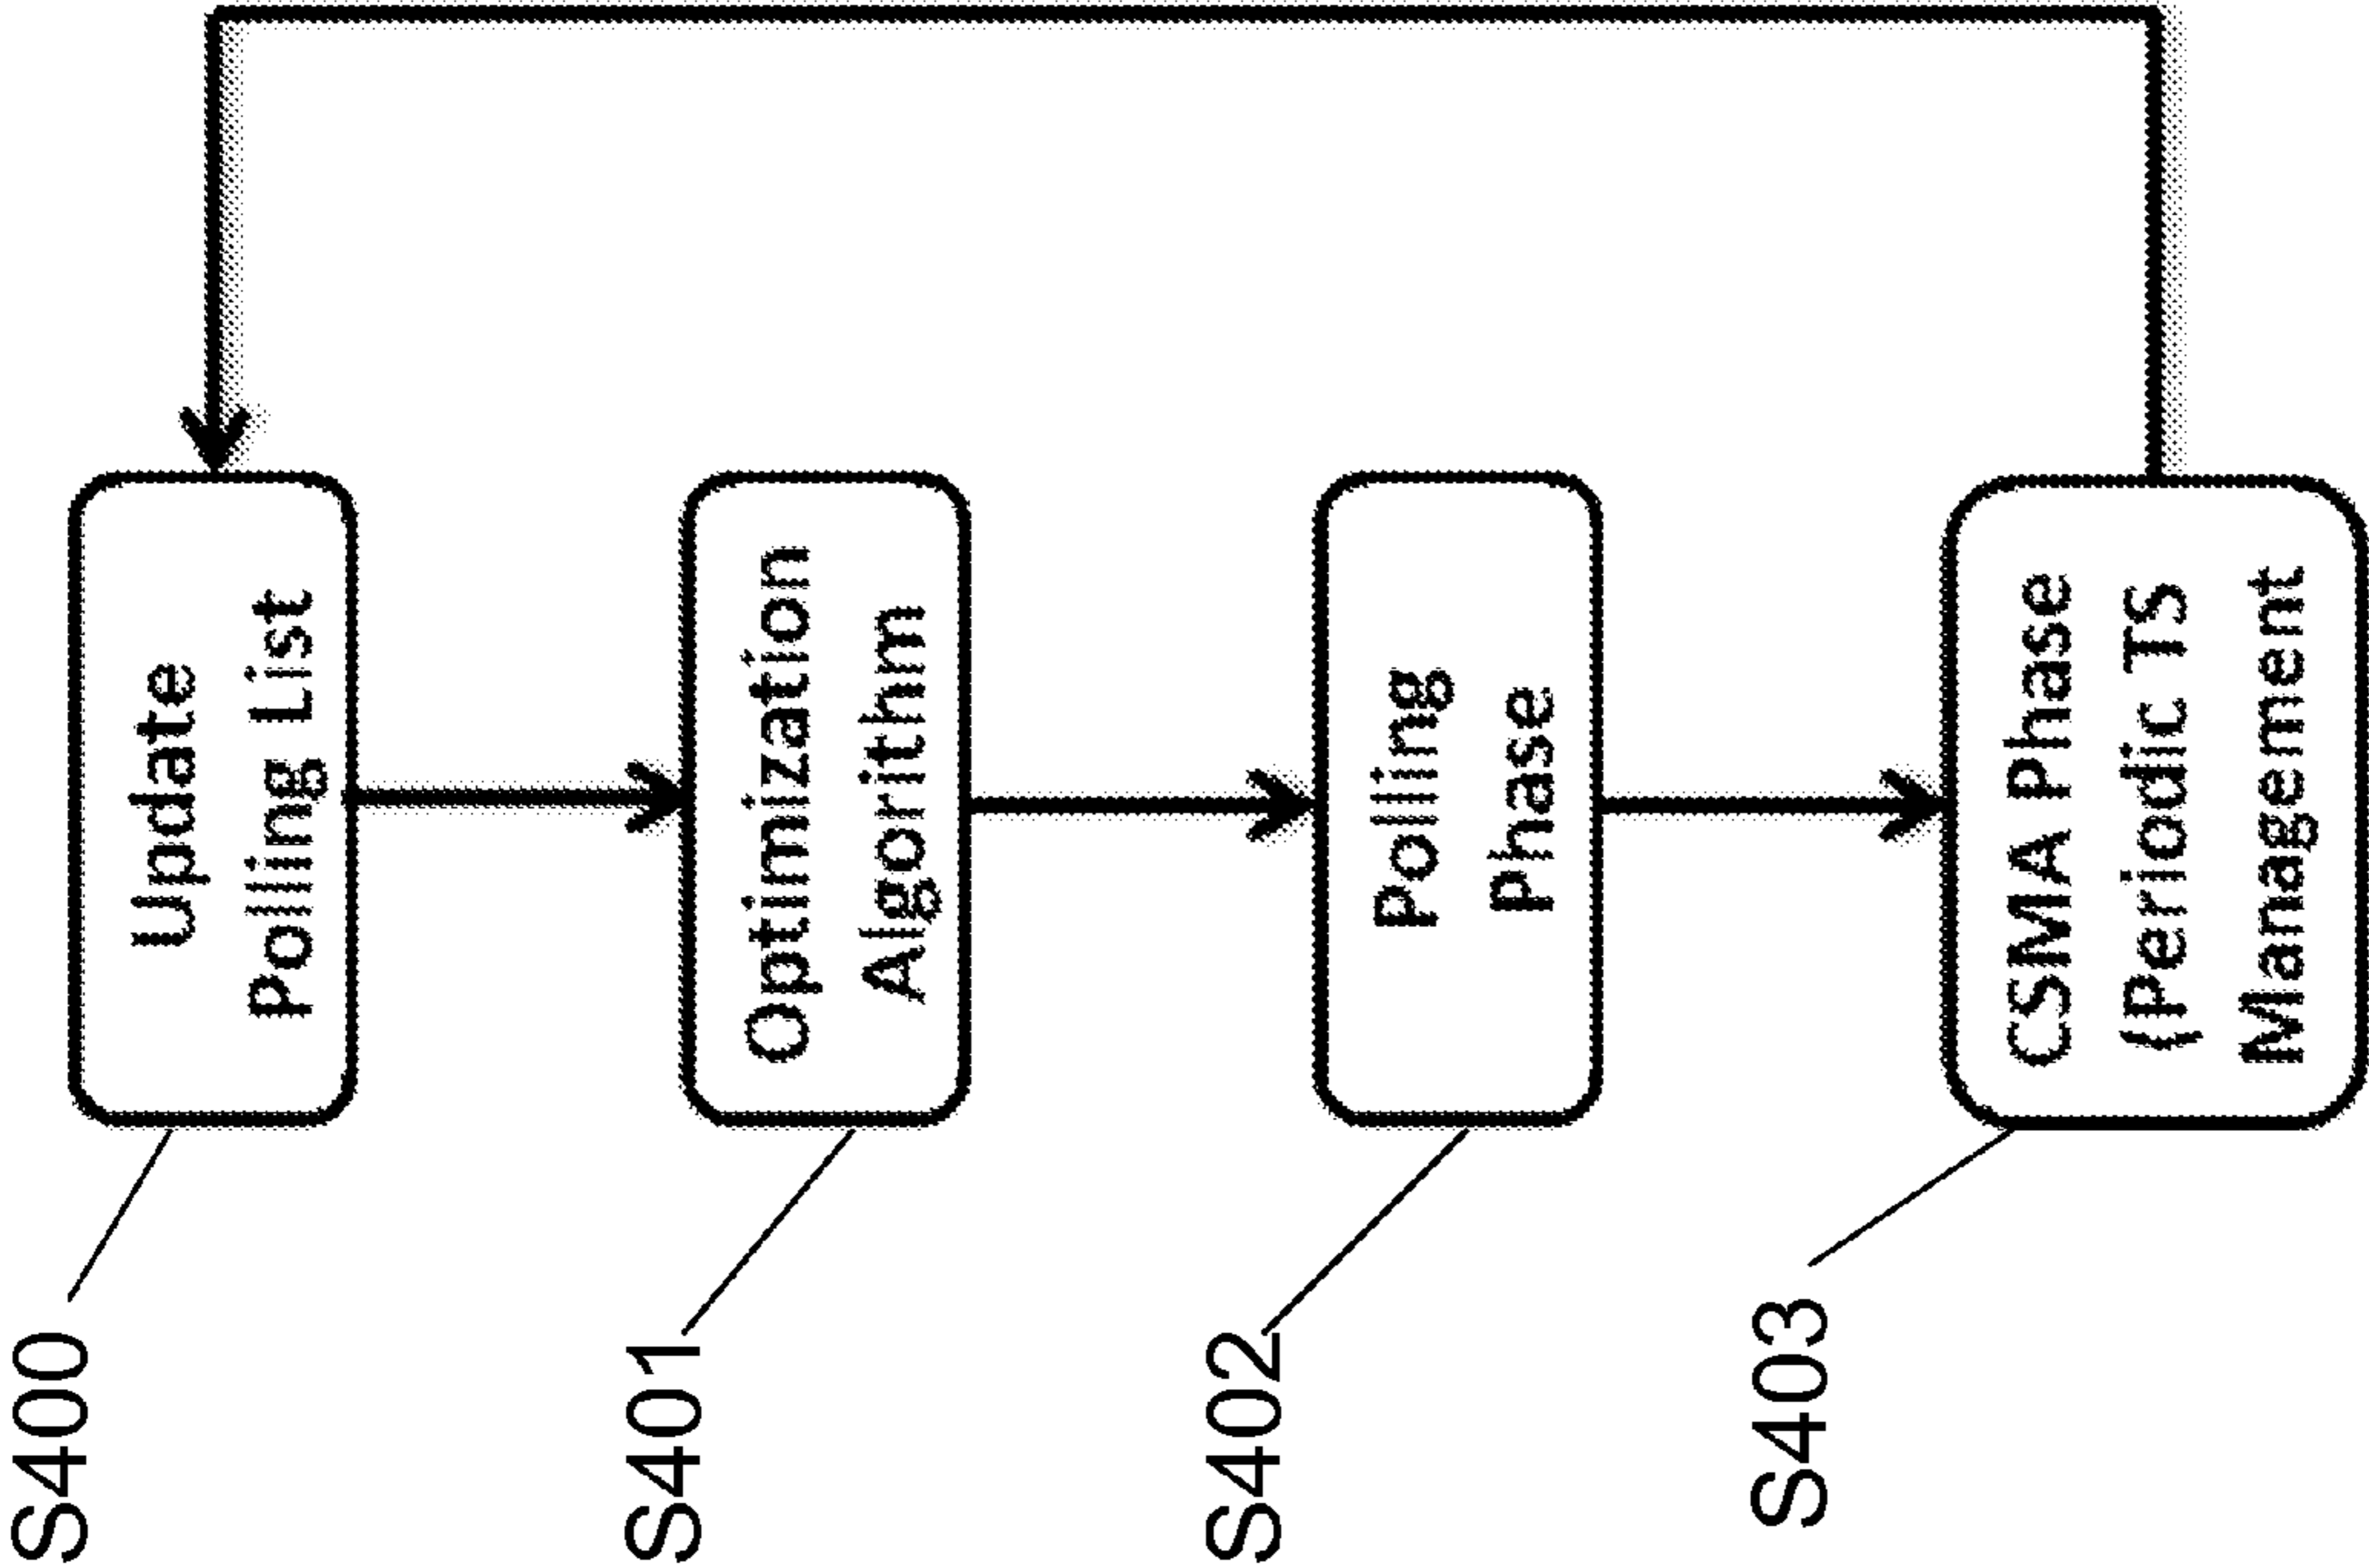 S400
Update
Polling List
S401
Optimization
Algorithm
S402
Polling
Phase
S403
CSMA Phase
(Periodic TS
Management